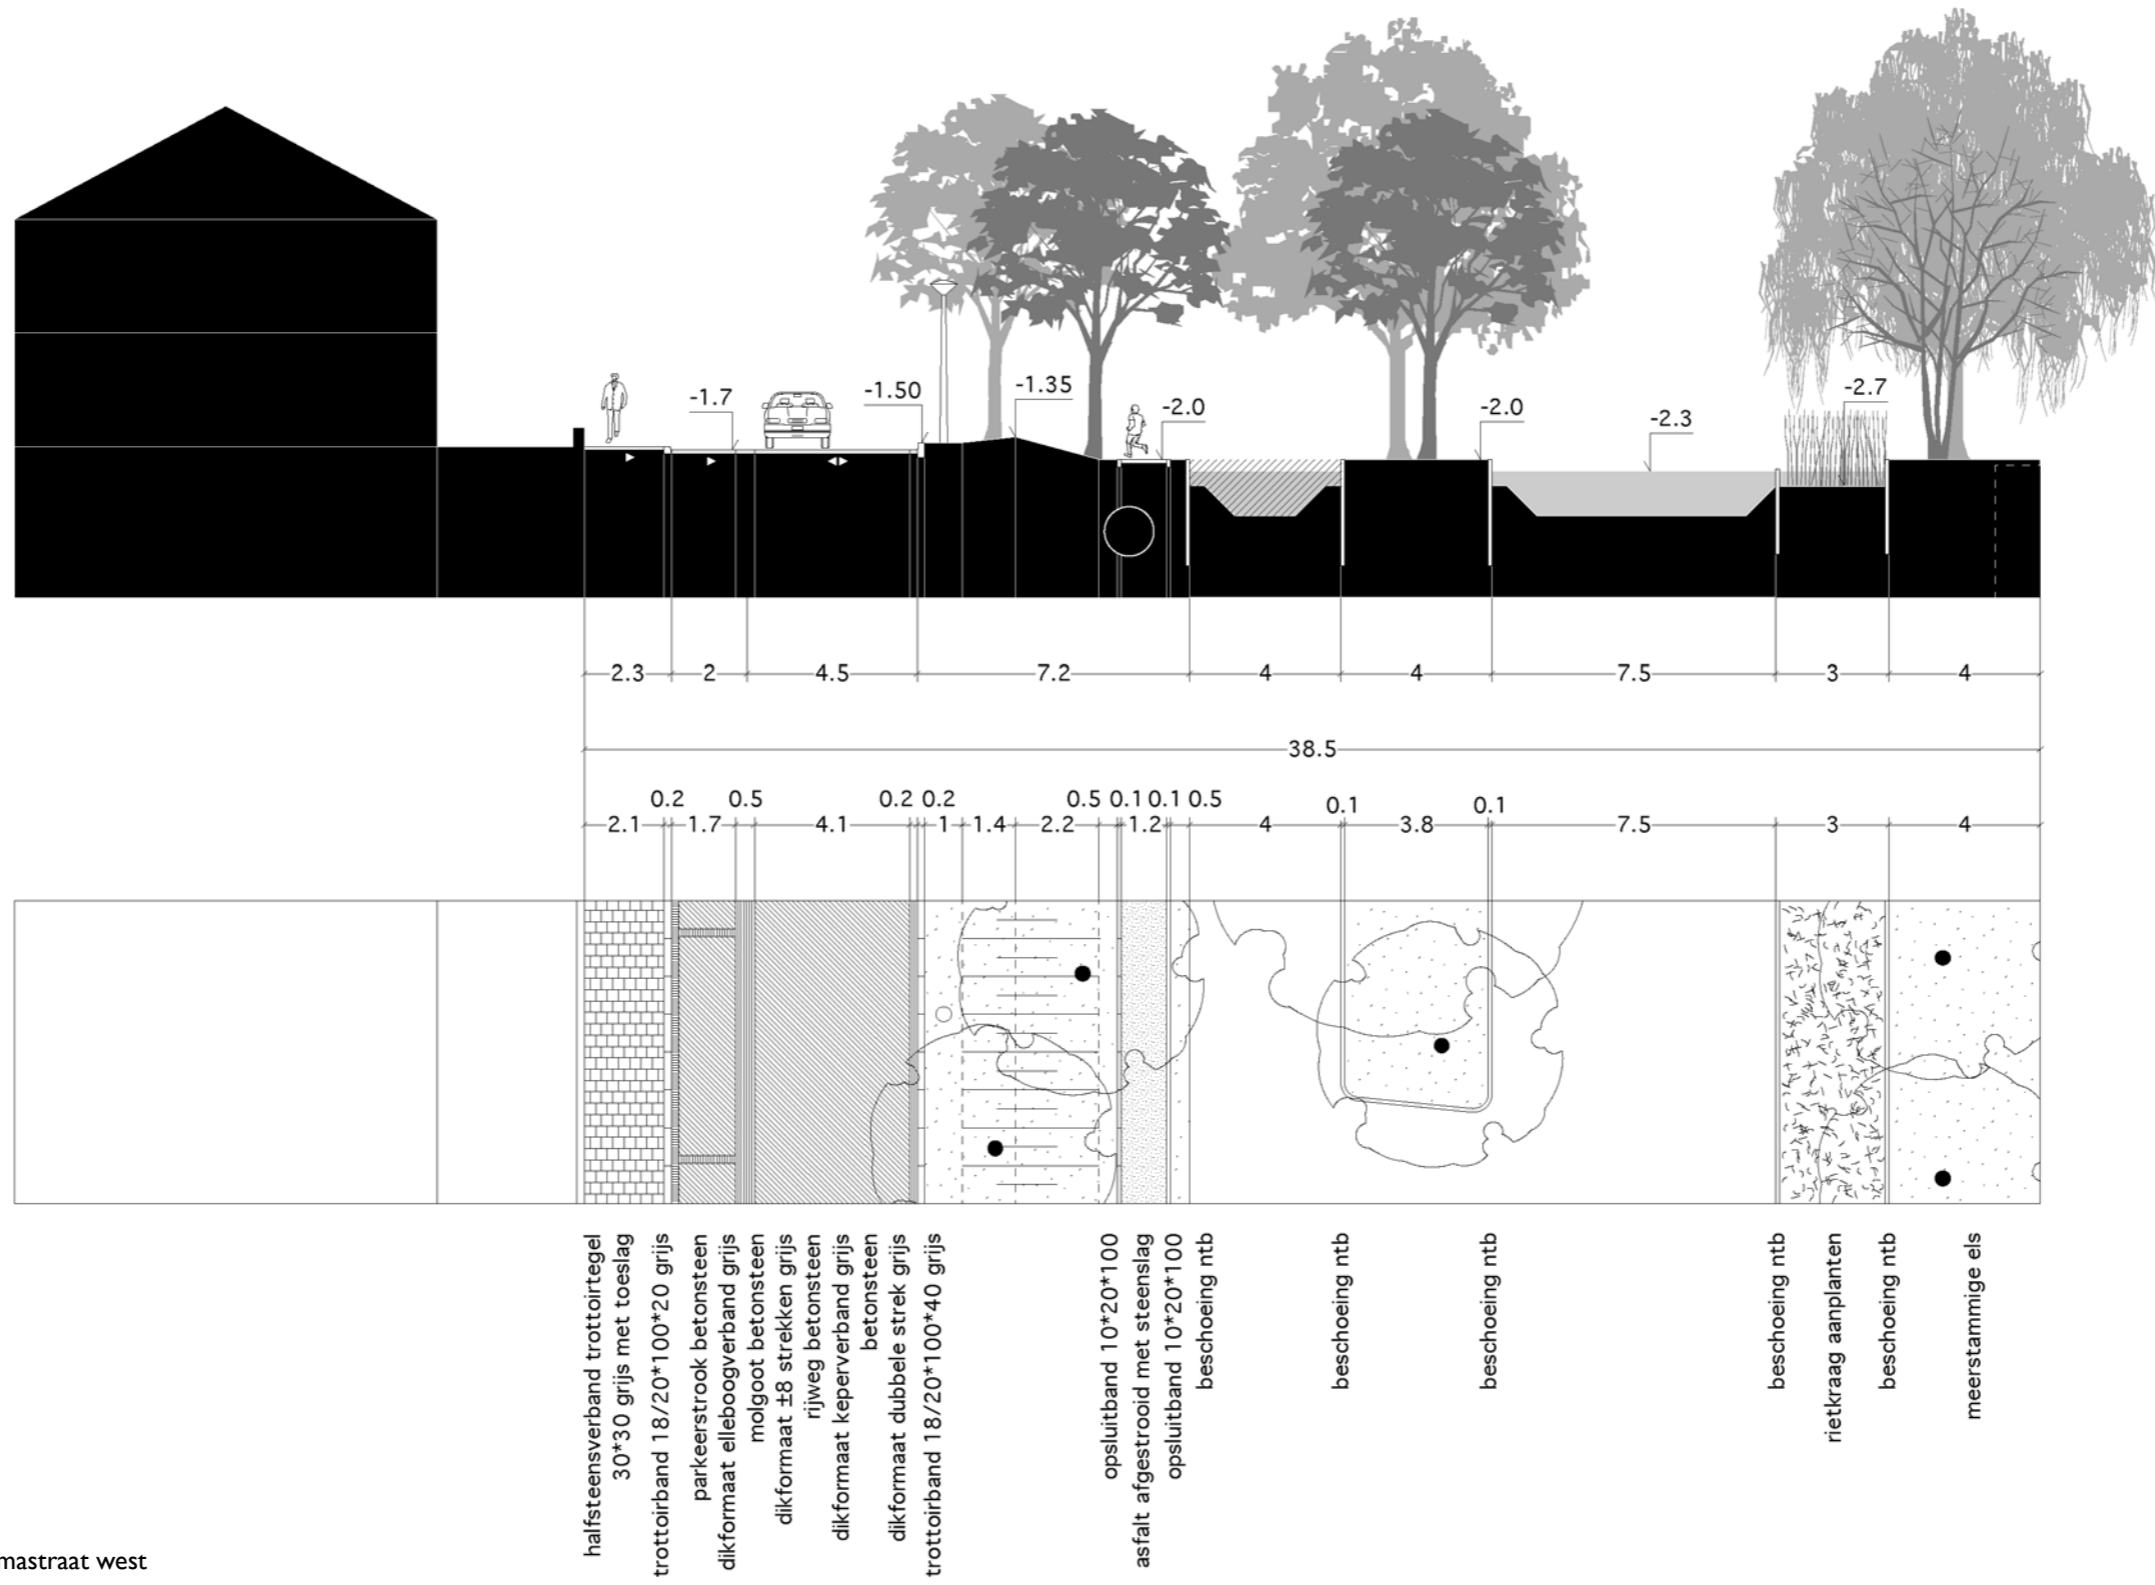 -1.35
-1.50
-1.7
-2.7
-2.0
-2.0
-2.3
2.3
2
4.5
7.2
4
4
7.5
3
4
38.5
0.2
0.5
0.2
0.2
0.5
0.1
0.1
0.5
0.1
0.1
2.1
1.7
4.1
1
1.4
2.2
1.2
4
3.8
7.5
3
4
halfsteensverband trottoirtegel
30*30 grijs met toeslag
trottoirband 18/20*100*20 grijs
parkeerstrook betonsteen
dikformaat elleboogverband grijs
molgoot betonsteen
dikformaat ±8 strekken grijs
rijweg betonsteen
dikformaat keperverband grijs
betonsteen
dikformaat dubbele strek grijs
trottoirband 18/20*100*40 grijs
opsluitband 10*20*100
asfalt afgestrooid met steenslag
opsluitband 10*20*100
beschoeing ntb
beschoeing ntb
beschoeing ntb
beschoeing ntb
rietkraag aanplanten
beschoeing ntb
meerstammige els
mastraat west